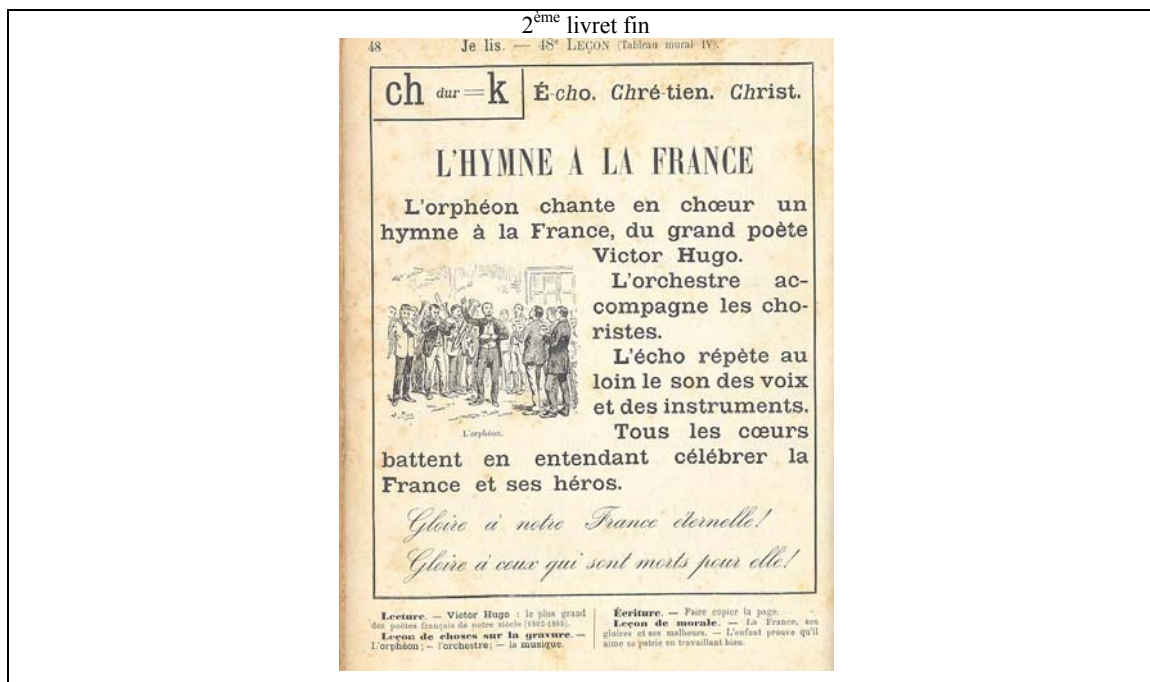 2ème livret fin
48 Je lis. — 48e LEÇON (Tableau mural IV).
ch dur = k É-cho. Chré-tien. Christ.
L'HYMNE A LA FRANCE
L'orphéon chante en chœur un
hymne à la France, du grand poète
Victor Hugo.
L'orchestre ac-
compagne les cho-
ristes.
L'écho répète au
loin le son des voix
et des instruments.
L'orphéon.
Tous les cœurs
battent en entendant célébrer la
France et ses héros.
Gloire à notre France éternelle!
Gloire à ceux qui sont morts pour elle!
Lecture. — Victor Hugo : le plus grand
des poètes français de notre siècle (1802-1885).
Leçon de choses sur la gravure. —
L'orphéon; — l'orchestre; — la musique.
Écriture. — Faire copier la page.
Leçon de morale. — La France, ses
gloires et ses malheurs. — L'enfant prouve qu'il
aime sa patrie en travaillant bien.